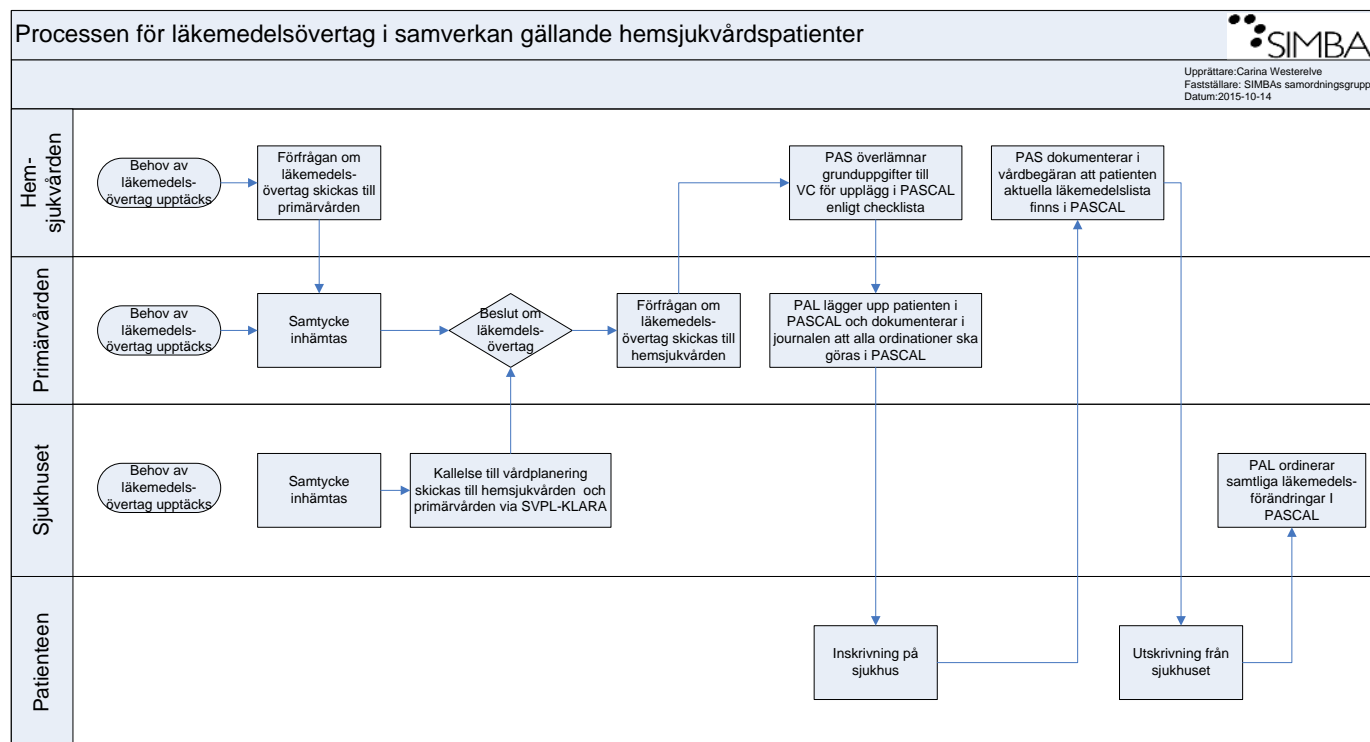 Processen för läkemedelsövertag i samverkan gällande hemsjukvårdspatienter
SIMBA
Upprättare:Carina Westerelve
Fastställare: SIMBAs samordningsgrupp
Datum:2015-10-14
Hem-
sjukvården
Behov av
läkemedels-
övertag upptäcks
Förfrågan om
läkemedels-
övertag skickas till
primärvården
PAS överlämnar
grunduppgifter till
VC för upplägg i PASCAL
enligt checklista
PAS dokumenterar i
vårdbegäran att patienten
aktuella läkemedelslista
finns i PASCAL
Primärvården
Behov av
läkemedels-
övertag upptäcks
Samtycke
inhämtas
Beslut om
läkemdels-
övertag
Förfrågan om
läkemedels-
övertag skickas till
hemsjukvården
PAL lägger upp patienten i
PASCAL och dokumenterar i
journalen att alla ordinationer ska
göras i PASCAL
Sjukhuset
Behov av
läkemedels-
övertag upptäcks
Samtycke
inhämtas
Kallelse till vårdplanering
skickas till hemsjukvården och
primärvården via SVPL-KLARA
PAL ordinerar
samtliga läkemedels-
förändringar I
PASCAL
Patienteen
Inskrivning på
sjukhus
Utskrivning från
sjukhuset